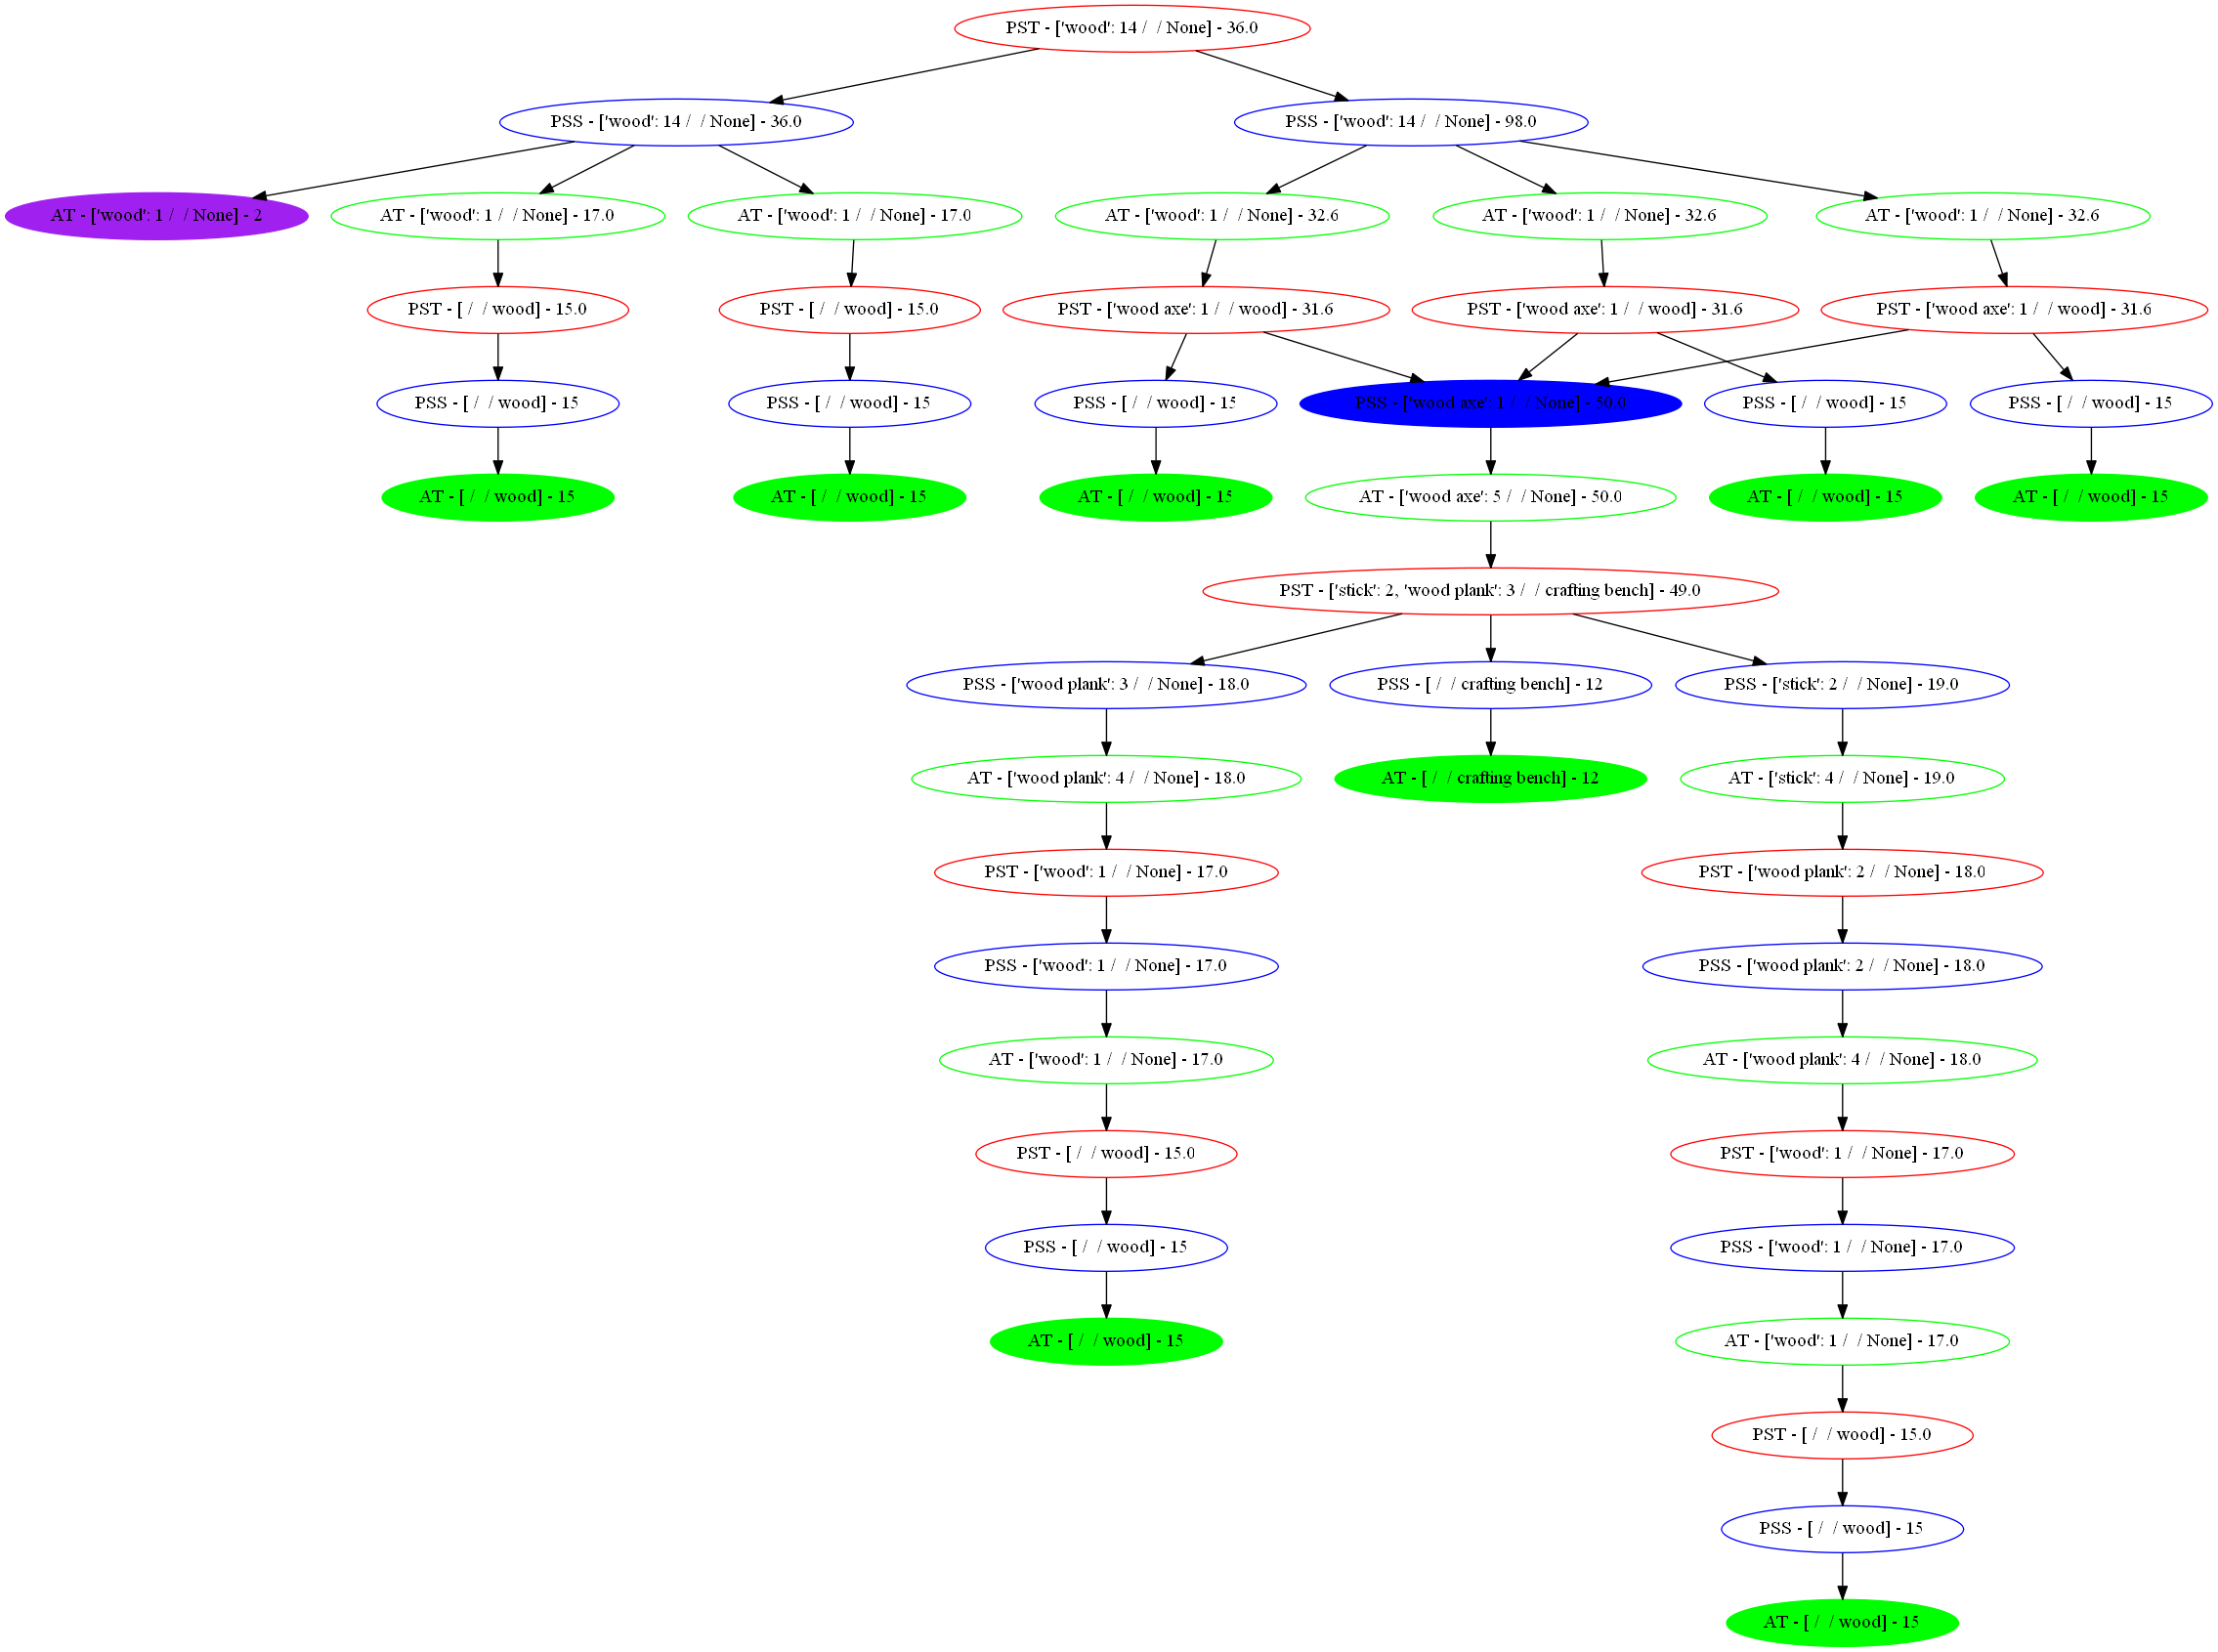 PST - ['wood': 14 /  / None] - 36.0
PSS - ['wood': 14 /  / None] - 36.0
PSS - ['wood': 14 /  / None] - 98.0
AT - ['wood': 1 /  / None] - 2
AT - ['wood': 1 /  / None] - 17.0
AT - ['wood': 1 /  / None] - 17.0
AT - ['wood': 1 /  / None] - 32.6
AT - ['wood': 1 /  / None] - 32.6
AT - ['wood': 1 /  / None] - 32.6
PST - [ /  / wood] - 15.0
PST - [ /  / wood] - 15.0
PST - ['wood axe': 1 /  / wood] - 31.6
PST - ['wood axe': 1 /  / wood] - 31.6
PST - ['wood axe': 1 /  / wood] - 31.6
PSS - [ /  / wood] - 15
PSS - [ /  / wood] - 15
PSS - [ /  / wood] - 15
PSS - ['wood axe': 1 /  / None] - 50.0
PSS - [ /  / wood] - 15
PSS - [ /  / wood] - 15
AT - [ /  / wood] - 15
AT - [ /  / wood] - 15
AT - [ /  / wood] - 15
AT - ['wood axe': 5 /  / None] - 50.0
AT - [ /  / wood] - 15
AT - [ /  / wood] - 15
PST - ['stick': 2, 'wood plank': 3 /  / crafting bench] - 49.0
PSS - ['wood plank': 3 /  / None] - 18.0
PSS - [ /  / crafting bench] - 12
PSS - ['stick': 2 /  / None] - 19.0
AT - ['wood plank': 4 /  / None] - 18.0
AT - [ /  / crafting bench] - 12
AT - ['stick': 4 /  / None] - 19.0
PST - ['wood': 1 /  / None] - 17.0
PST - ['wood plank': 2 /  / None] - 18.0
PSS - ['wood': 1 /  / None] - 17.0
PSS - ['wood plank': 2 /  / None] - 18.0
AT - ['wood': 1 /  / None] - 17.0
AT - ['wood plank': 4 /  / None] - 18.0
PST - [ /  / wood] - 15.0
PST - ['wood': 1 /  / None] - 17.0
PSS - [ /  / wood] - 15
PSS - ['wood': 1 /  / None] - 17.0
AT - [ /  / wood] - 15
AT - ['wood': 1 /  / None] - 17.0
PST - [ /  / wood] - 15.0
PSS - [ /  / wood] - 15
AT - [ /  / wood] - 15